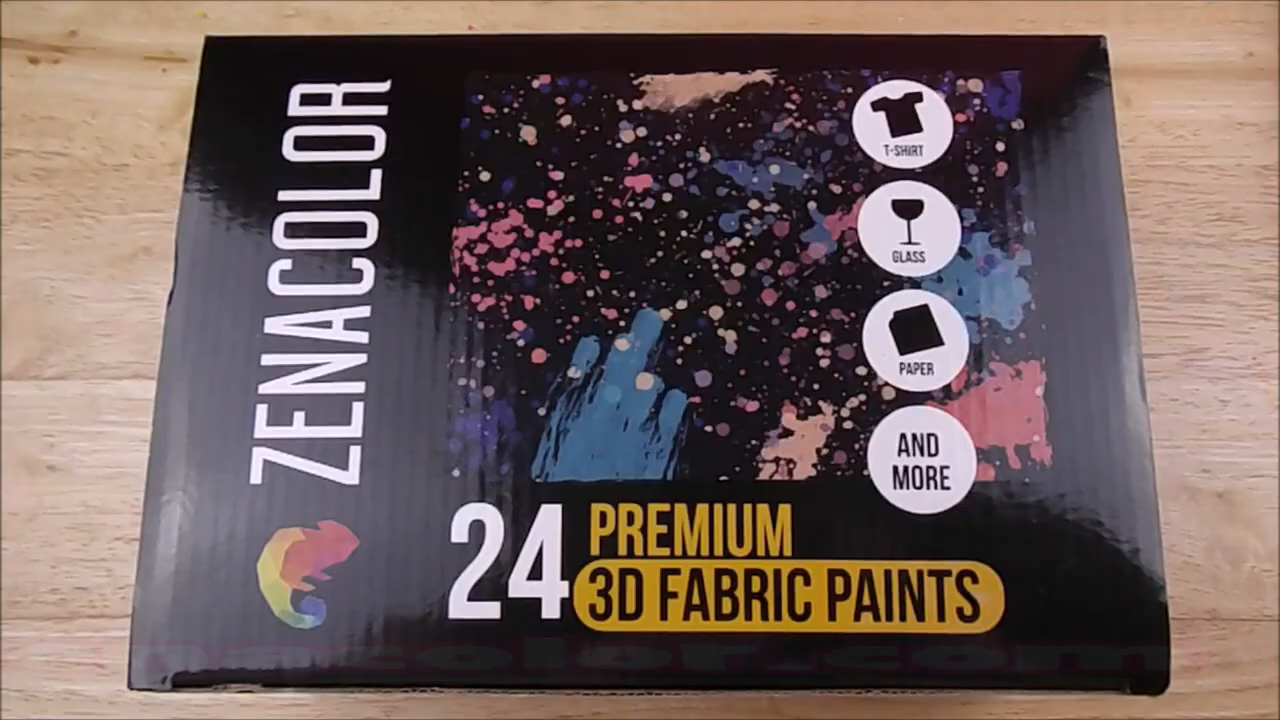 ZENACOLOR
T-SHIRT
GLASS
PAPER
AND
MORE
24 PREMIUM
3D FABRIC PAINTS